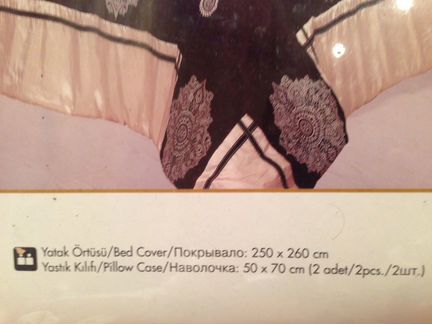 Yatak Örtüsü/Bed Cover/Покрывало: 250 x 260 cm
Yastık Kılıfı/Pillow Case/Наволочка: 50 x 70 cm (2 adet/2pcs./2шт.)